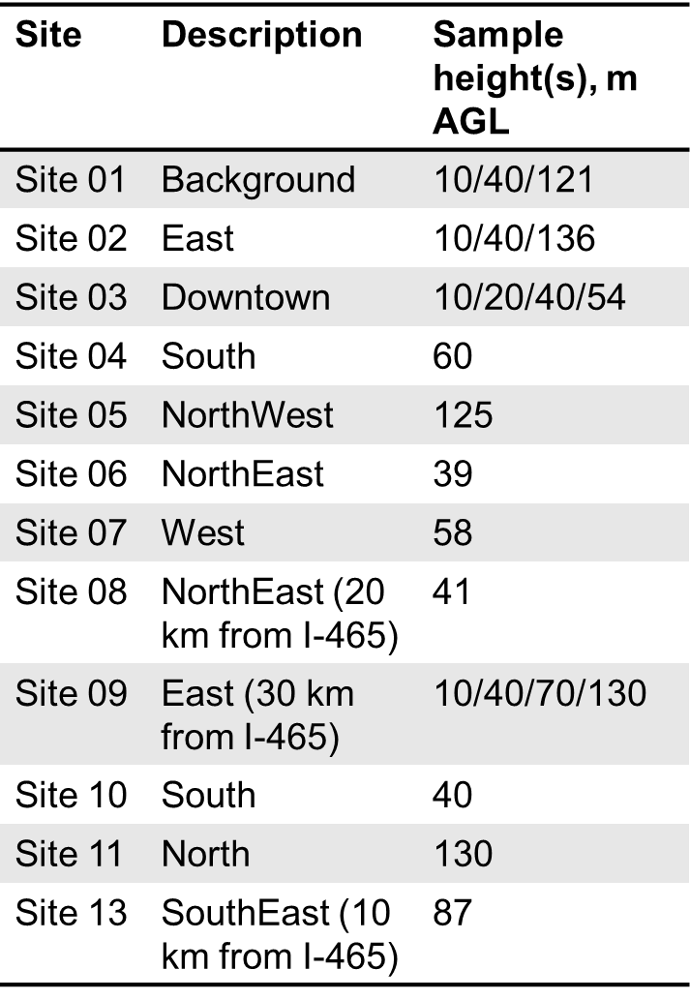 Site Description Sample
height(s), m
AGL
Site 01 Background 10/40/121
Site 02 East 10/40/136
Site 03 Downtown 10/20/40/54
Site 04 South 60
Site 05 NorthWest 125
Site 06 NorthEast 39
Site 07 West 58
Site 08 NorthEast (20 41
km from I-465)
Site 09 East (30 km 10/40/70/130
from I-465)
Site 10 South 40
Site 11 North 130
Site 13 SouthEast (10 87
km from I-465)